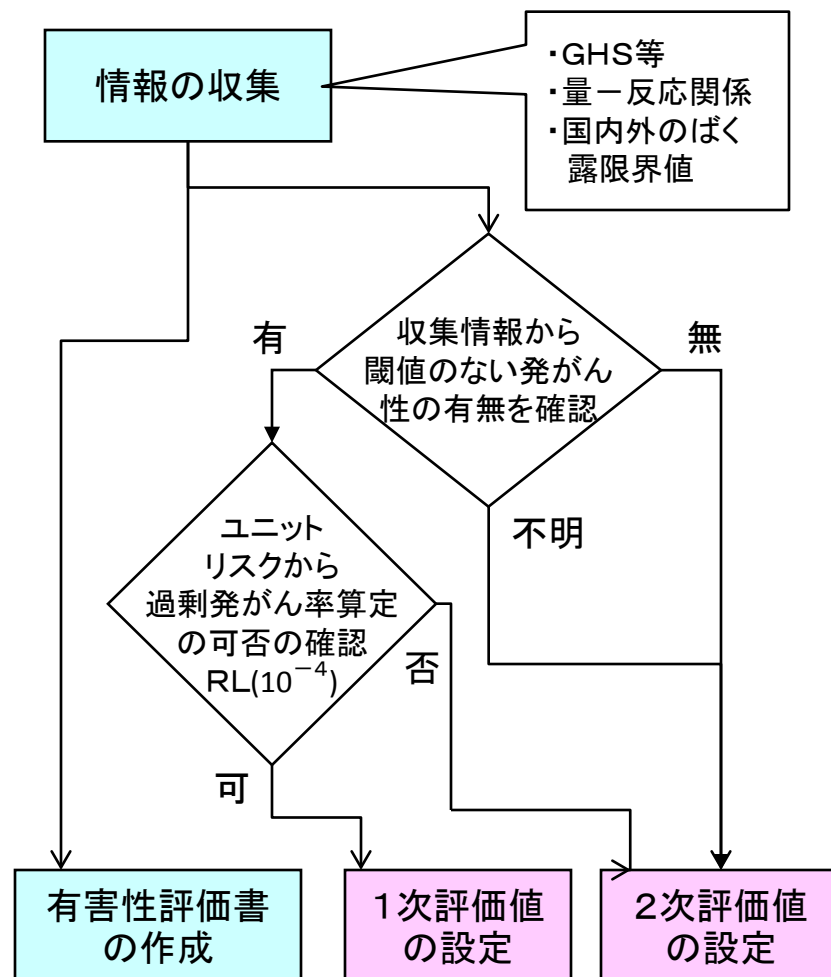 情報の収集
・GHS等
・量－反応関係
・国内外のばく
露限界値
収集情報から
閾値のない発がん
性の有無を確認
有
無
不明
ユニット
リスクから
過剰発がん率算定
の可否の確認
RL(10⁻⁴)
否
可
有害性評価書
の作成
1次評価値
の設定
2次評価値
の設定